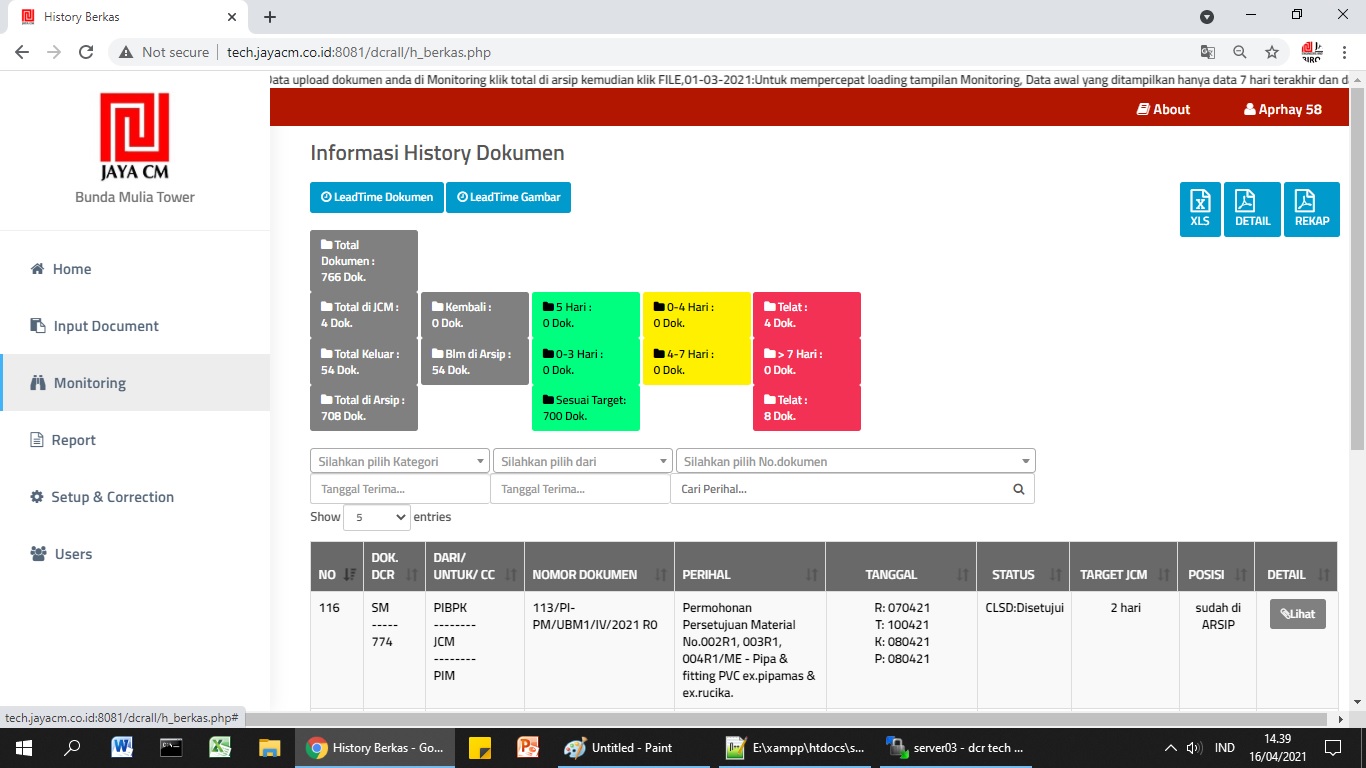 History Berkas
Not secure
tech.jayacm.co.id:8081/dcrall/h_berkas.php
Data upload dokumen anda di Monitoring klik total di arsip kemudian klik FILE,01-03-2021:Untuk mempercepat loading tampilan Monitoring, Data awal yang ditampilkan hanya data 7 hari terakhir dan
About
Aprhay 58
JAYA CM
Bunda Mulia Tower
Home
Input Document
Monitoring
Report
Setup & Correction
Users
Informasi History Dokumen
LeadTime Dokumen
LeadTime Gambar
XLS
DETAIL
REKAP
Total
Dokumen :
766 Dok.
Total di JCM :
4 Dok.
Kembali :
0 Dok.
5 Hari :
0 Dok.
0-4 Hari :
0 Dok.
Telat :
4 Dok.
Total Keluar :
54 Dok.
Blm di Arsip :
54 Dok.
0-3 Hari :
0 Dok.
4-7 Hari :
0 Dok.
> 7 Hari :
0 Dok.
Total di Arsip :
708 Dok.
Sesuai Target:
700 Dok.
Telat :
8 Dok.
Silahkan pilih Kategori
Silahkan pilih dari
Silahkan pilih No.dokumen
Tanggal Terima...
Tanggal Terima...
Cari Perihal...
Show 5 entries
NO
DOK.
DCR
DARI/
UNTUK/ CC
NOMOR DOKUMEN
PERIHAL
TANGGAL
STATUS
TARGET JCM
POSISI
DETAIL
116
SM
-----
774
PIBPK
--------
JCM
--------
PIM
113/PI-
PM/UBM1/IV/2021 R0
Permohonan
Persetujuan Material
No.002R1, 003R1,
004R1/ME - Pipa &
fitting PVC ex.pipamas &
ex.rucika.
R: 070421
T: 100421
K: 080421
P: 080421
CLSD:Disetujui
2 hari
sudah di
ARSIP
Lihat
tech.jayacm.co.id:8081/dcrall/h_berkas.php#
History Berkas - Go...
Untitled - Paint
E:\xampp\htdocs\s...
server03 - dcr tech ...
IND
14.39
16/04/2021